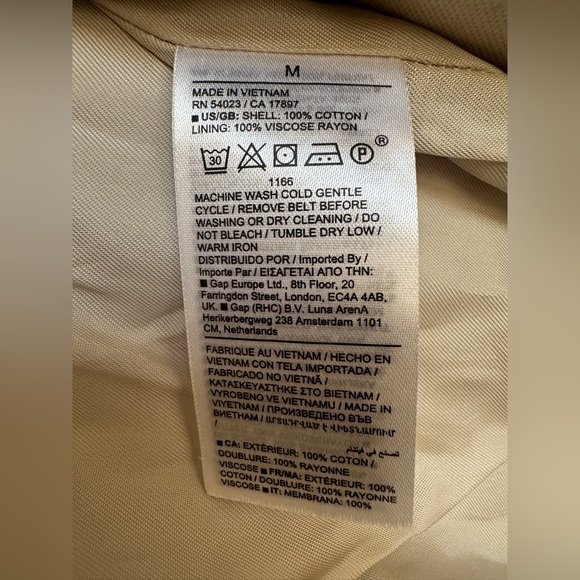 M
MADE IN VIETNAM
RN 54023 / CA 17897
■ US/GB: SHELL: 100% COTTON /
LINING: 100% VISCOSE RAYON
30 P ®
1166
MACHINE WASH COLD GENTLE
CYCLE / REMOVE BELT BEFORE
WASHING OR DRY CLEANING / DO
NOT BLEACH / TUMBLE DRY LOW /
WARM IRON
DISTRIBUIDO POR / Imported By /
Importe Par / ΕΙΣΑΓΕΤΑΙ ΑΠΟ ΤΗΝ:
■ Gap Europe Ltd., 8th Floor, 20
Farringdon Street, London, EC4A 4AB,
UK. ■ Gap (RHC) B.V. Luna ArenA
Herikerbergweg 238 Amsterdam 1101
CM, Netherlands
FABRIQUE AU VIETNAM / HECHO EN
VIETNAM CON TELA IMPORTADA /
FABRICADO NO VIETNÃ /
ΚΑΤΑΣΚΕΥΑΣΤΗΚΕ ΣΤΟ ΒΙΕΤΝΑΜ /
VYROBENO VE VIETNAMU / MADE IN
VIYETNAM / ПРОИЗВЕДЕНО ВЪВ
ВИЕТНАМ /
/ تصنع في فيتنام
■ CA: EXTÉRIEUR: 100% COTON /
DOUBLURE: 100% RAYONNE
VISCOSE ■ FR/MA: EXTÉRIEUR: 100%
COTON / DOUBLURE: 100% RAYONNE
VISCOSE ■ IT: MEMBRANA: 100%